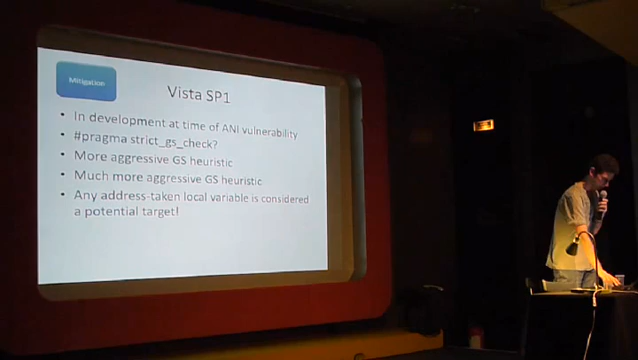 Mitigation
Vista SP1
• In development at time of ANI vulnerability
• #pragma strict_gs_check?
• More aggressive GS heuristic
• Much more aggressive GS heuristic
• Any address-taken local variable is considered
a potential target!